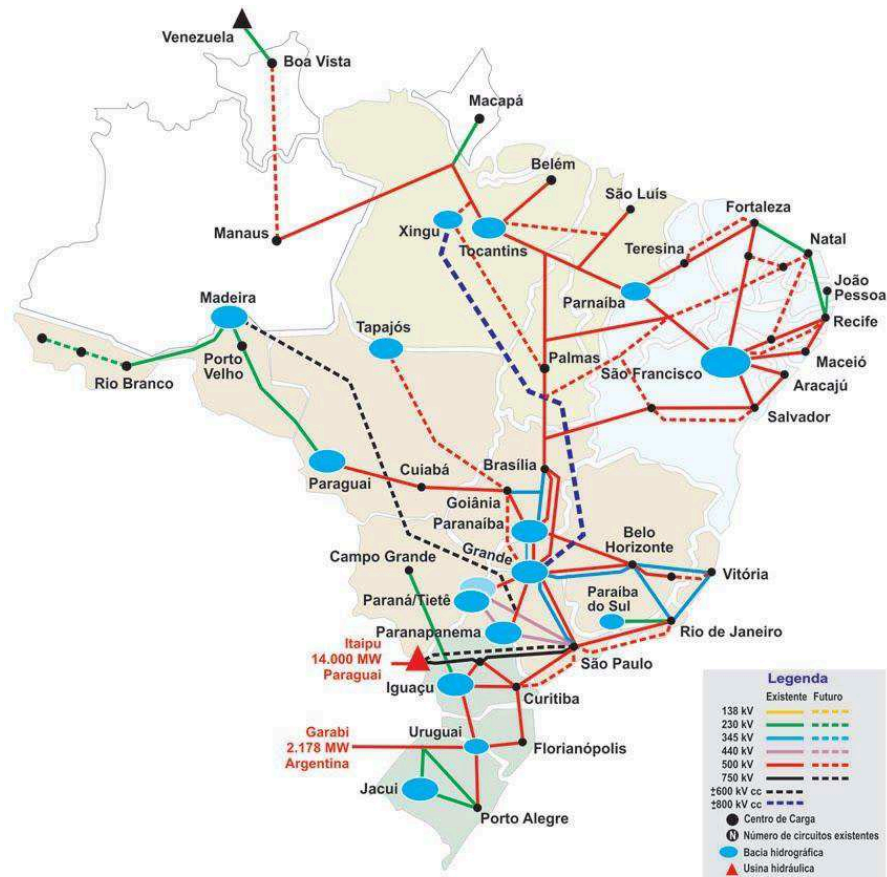 Venezuela
Boa Vista
Macapá
Belém
São Luís
Fortaleza
Manaus
Xingu
Tocantins
Teresina
Natal
Parnaíba
João
Pessoa
Recife
Madeira
Tapajós
Porto
Velho
Rio Branco
Palmas
São Francisco
Maceió
Aracajú
Salvador
Paraguai
Cuiabá
Brasília
Goiânia
Paranaíba
Grande
Belo
Horizonte
Vitória
Campo Grande
Paraná/Tietê
Paraíba
do Sul
Paranapanema
Rio de Janeiro
Itaipu
14.000 MW
Paraguai
São Paulo
Iguaçu
Curitiba
Garabi
2.178 MW
Argentina
Uruguai
Florianópolis
Jacui
Porto Alegre
Legenda
Existente Futuro
138 kV
230 kV
345 kV
440 kV
500 kV
750 kV
±600 kV cc
±800 kV cc
Centro de Carga
N Número de circuitos existentes
Bacia hidrográfica
Usina hidráulica